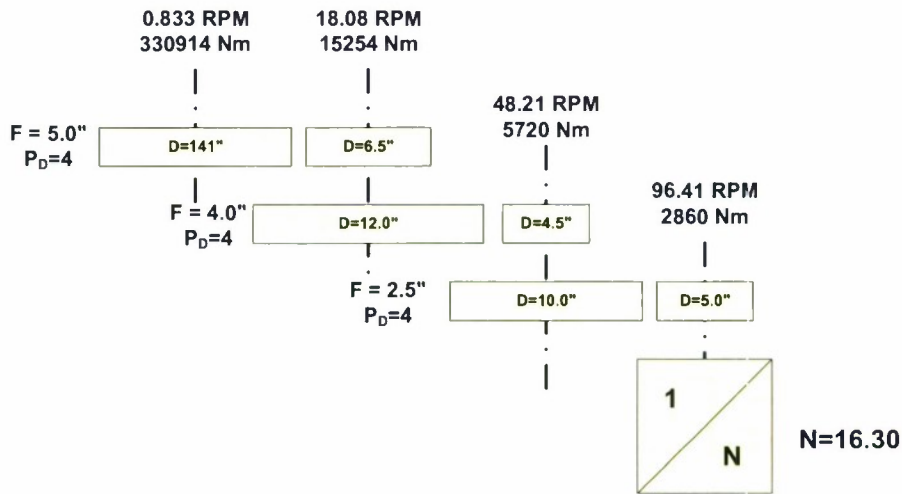 0.833 RPM
330914 Nm
18.08 RPM
15254 Nm
48.21 RPM
5720 Nm
96.41 RPM
2860 Nm
F = 5.0"
PD=4
D=141"
D=6.5"
F = 4.0"
PD=4
D=12.0"
D=4.5"
F = 2.5"
PD=4
D=10.0"
D=5.0"
1
N
N=16.30